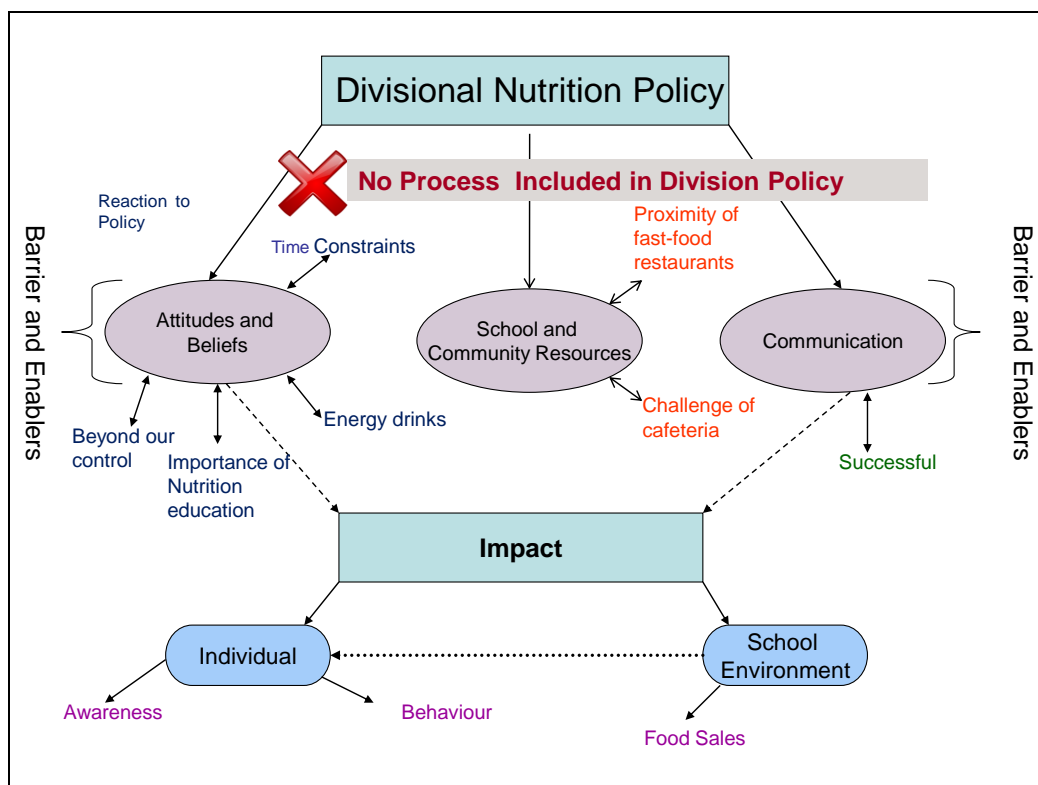 Divisional Nutrition Policy
No Process Included in Division Policy
Reaction to
Policy
Time Constraints
Proximity of
fast-food
restaurants
Barrier and Enablers
Attitudes and
Beliefs
School and
Community Resources
Communication
Barrier and Enablers
Beyond our
control
Importance of
Nutrition
education
Energy drinks
Challenge of
cafeteria
Successful
Impact
Individual
School
Environment
Awareness
Behaviour
Food Sales